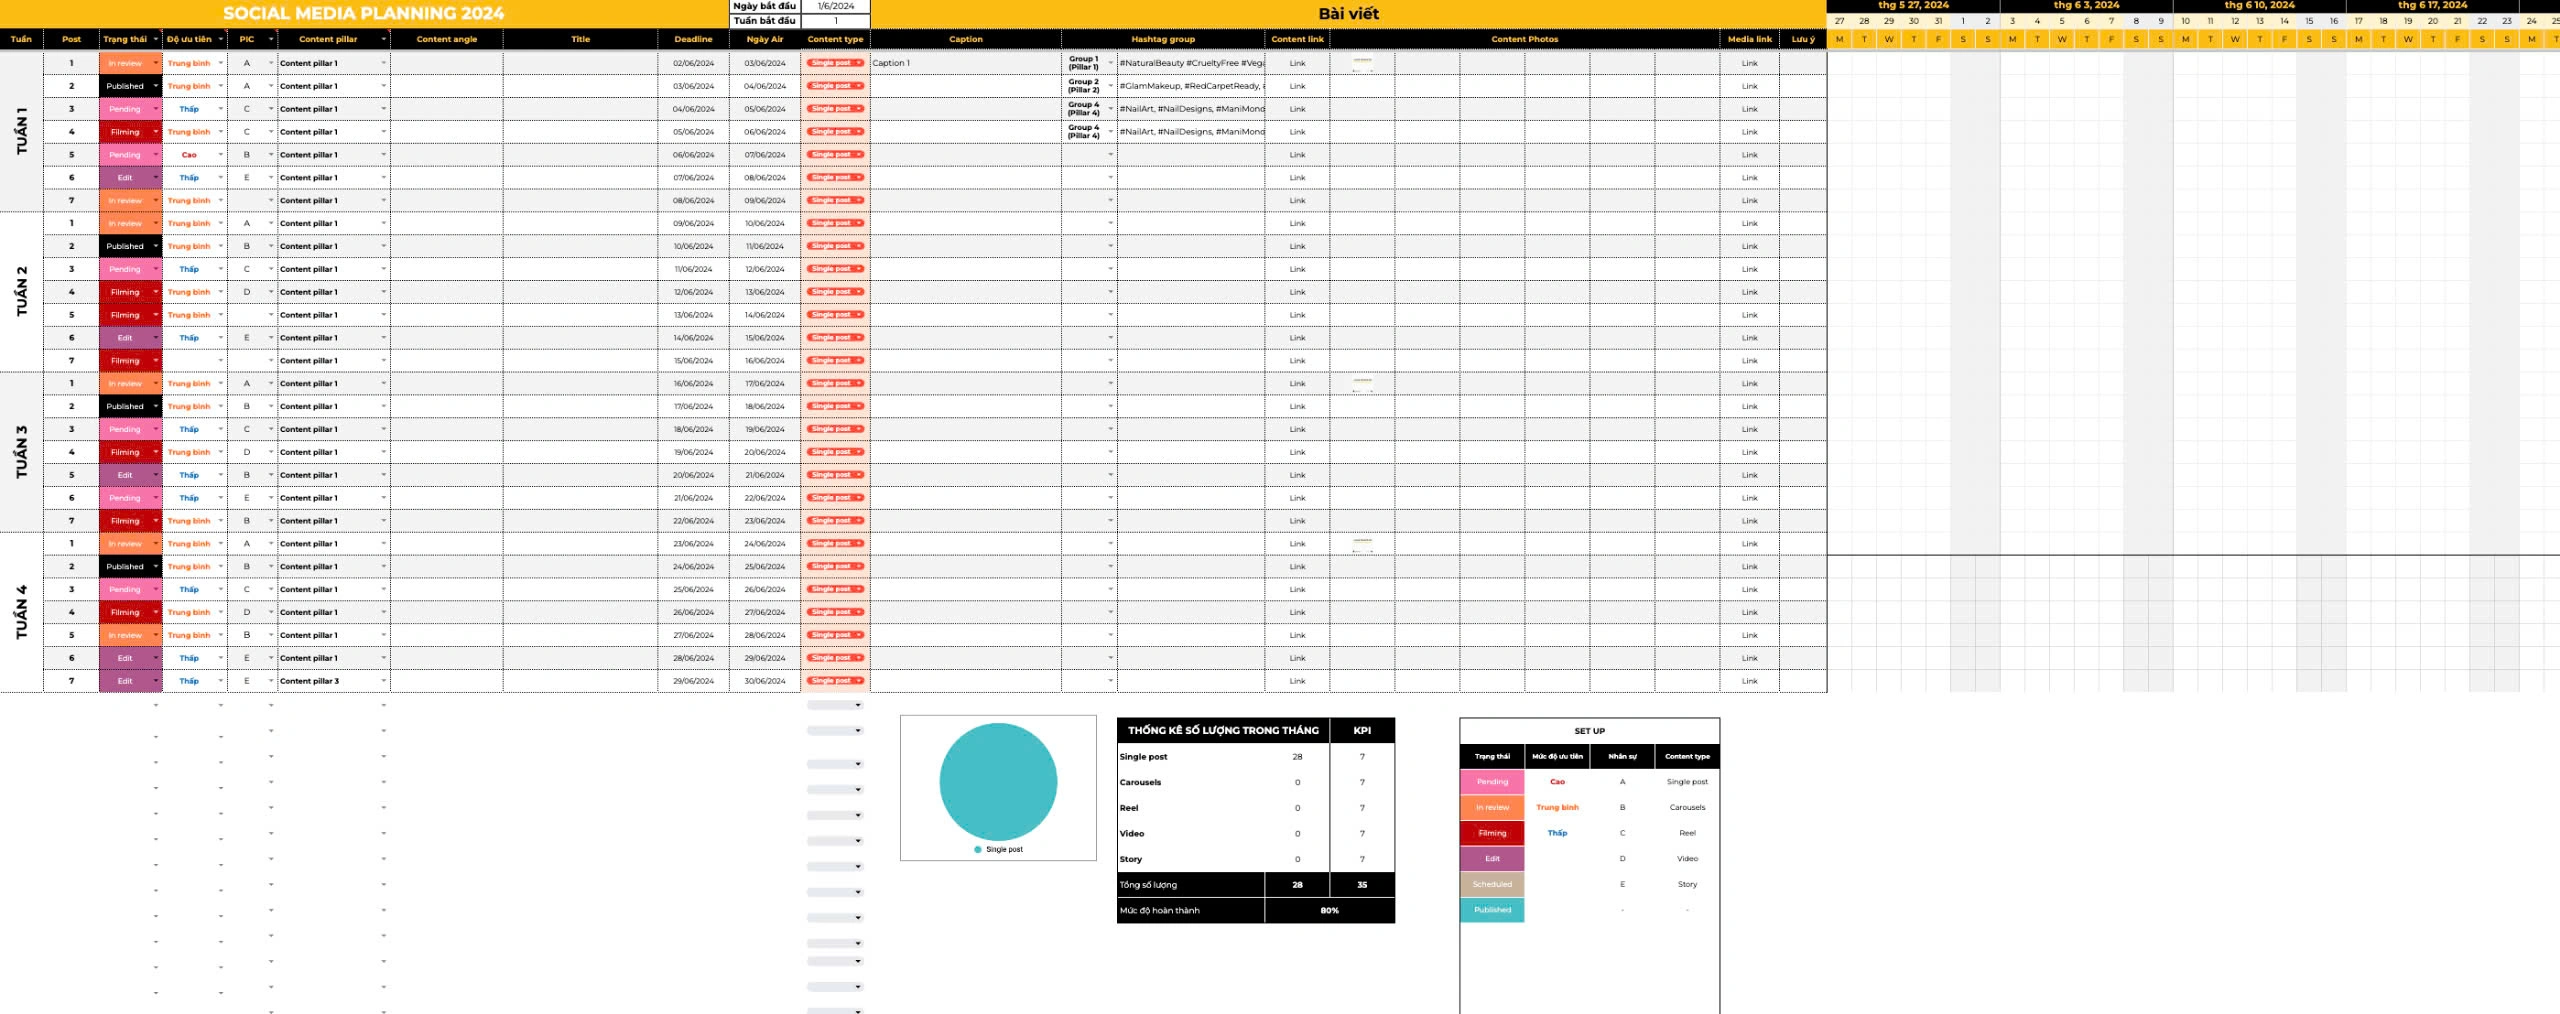 SOCIAL MEDIA PLANNING 2024 Ngày bắt đầu 1/6/2024 Bài viết thg 5 27, 2024 thg 6 3, 2024 thg 6 10, 2024 thg 6 17, 2024
Tuần bắt đầu 1 27 28 29 30 31 1 2 3 4 5 6 7 8 9 10 11 12 13 14 15 16 17 18 19 20 21 22 23 24 25
Tuần Post Trạng thái Độ ưu tiên PIC Content pillar Content angle Title Deadline Ngày Air Content type Caption Hashtag group Content link Content Photos Media link Lưu ý M T W T F S S M T W T F S S M T W T F S S M T W T F S S M T
TUẦN 1
1 In review Trung bình A Content pillar 1 02/06/2024 03/06/2024 Single post Caption 1 Group 1 (Pillar 1) #NaturalBeauty #CrueltyFree #Vega Link Link
2 Published Trung bình A Content pillar 1 03/06/2024 04/06/2024 Single post Group 2 (Pillar 2) #GlamMakeup, #RedCarpetReady, Link Link
3 Pending Thấp C Content pillar 1 04/06/2024 05/06/2024 Single post Group 4 (Pillar 4) #NailArt, #NailDesigns, #ManiMond Link Link
4 Filming Trung bình C Content pillar 1 05/06/2024 06/06/2024 Single post Group 4 (Pillar 4) #NailArt, #NailDesigns, #ManiMond Link Link
5 Pending Cao B Content pillar 1 06/06/2024 07/06/2024 Single post Link Link
6 Edit Thấp E Content pillar 1 07/06/2024 08/06/2024 Single post Link Link
7 In review Trung bình Content pillar 1 08/06/2024 09/06/2024 Single post Link Link
TUẦN 2
1 In review Trung bình A Content pillar 1 09/06/2024 10/06/2024 Single post Link Link
2 Published Trung bình B Content pillar 1 10/06/2024 11/06/2024 Single post Link Link
3 Pending Thấp C Content pillar 1 11/06/2024 12/06/2024 Single post Link Link
4 Filming Trung bình D Content pillar 1 12/06/2024 13/06/2024 Single post Link Link
5 Filming Trung bình Content pillar 1 13/06/2024 14/06/2024 Single post Link Link
6 Edit Thấp E Content pillar 1 14/06/2024 15/06/2024 Single post Link Link
7 Filming Content pillar 1 15/06/2024 16/06/2024 Single post Link Link
TUẦN 3
1 In review Trung bình A Content pillar 1 16/06/2024 17/06/2024 Single post Link Link
2 Published Trung bình B Content pillar 1 17/06/2024 18/06/2024 Single post Link Link
3 Pending Thấp C Content pillar 1 18/06/2024 19/06/2024 Single post Link Link
4 Filming Trung bình D Content pillar 1 19/06/2024 20/06/2024 Single post Link Link
5 Edit Thấp B Content pillar 1 20/06/2024 21/06/2024 Single post Link Link
6 Pending Thấp E Content pillar 1 21/06/2024 22/06/2024 Single post Link Link
7 Filming Trung bình B Content pillar 1 22/06/2024 23/06/2024 Single post Link Link
TUẦN 4
1 In review Trung bình A Content pillar 1 23/06/2024 24/06/2024 Single post Link Link
2 Published Trung bình B Content pillar 1 24/06/2024 25/06/2024 Single post Link Link
3 Pending Thấp C Content pillar 1 25/06/2024 26/06/2024 Single post Link Link
4 Filming Trung bình D Content pillar 1 26/06/2024 27/06/2024 Single post Link Link
5 In review Trung bình B Content pillar 1 27/06/2024 28/06/2024 Single post Link Link
6 Edit Thấp E Content pillar 1 28/06/2024 29/06/2024 Single post Link Link
7 Edit Thấp E Content pillar 3 29/06/2024 30/06/2024 Single post Link Link
Single post
THỐNG KÊ SỐ LƯỢNG TRONG THÁNG KPI
Single post 28 7
Carousels 0 7
Reel 0 7
Video 0 7
Story 0 7
Tổng số lượng 28 35
Mức độ hoàn thành 80%
SET UP
Trạng thái Mức độ ưu tiên Nhân sự Content type
Pending Cao A Single post
In review Trung bình B Carousels
Filming Thấp C Reel
Edit D Video
Scheduled E Story
Published - -